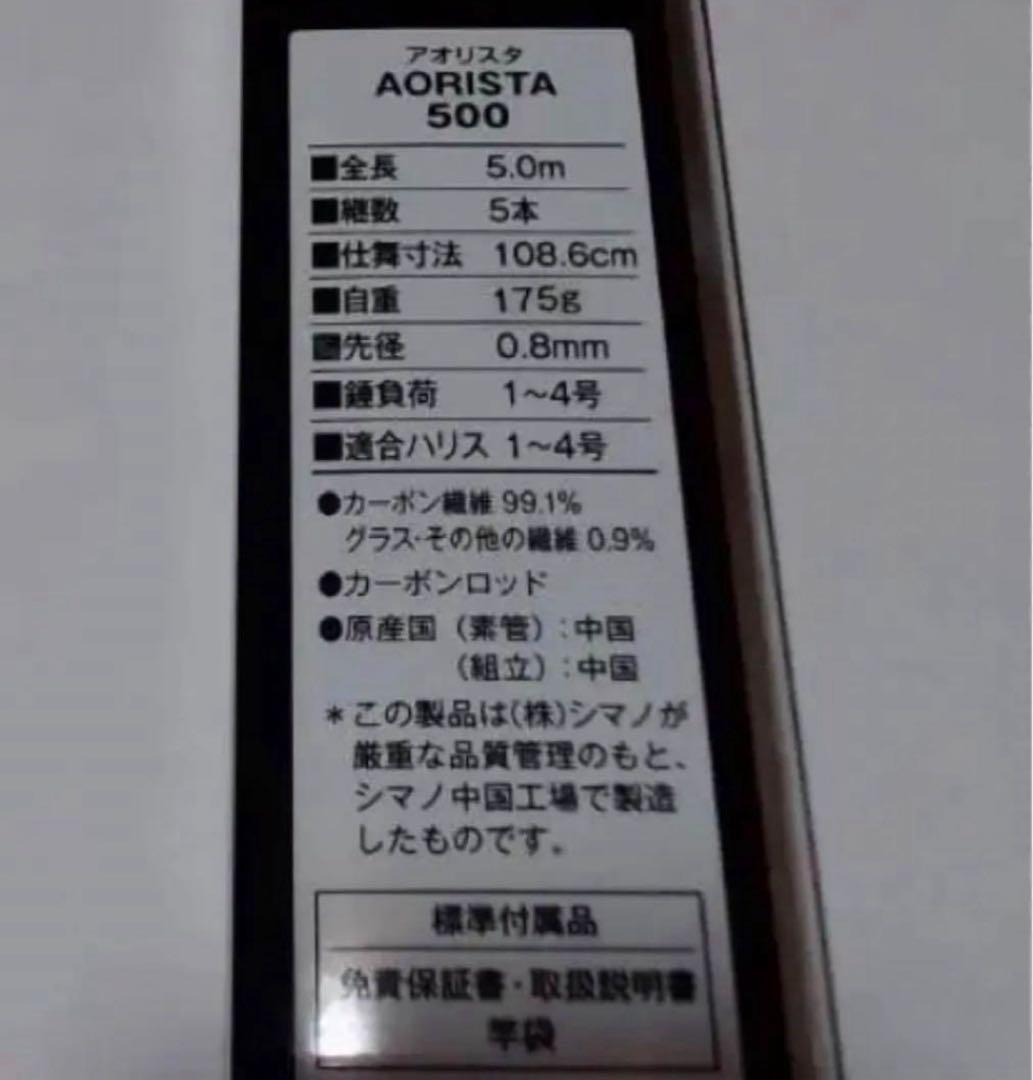 アオリスタ
AORISTA
500
■全長 5.0m
■継数 5本
■仕舞寸法 108.6cm
■自重 175g
■先径 0.8mm
■錘負荷 1~4号
■適合ハリス 1~4号
●カーボン繊維 99.1%
グラス・その他の繊維 0.9%
●カーボンロッド
●原産国(素管):中国
(組立):中国
*この製品は(株)シマノが
厳重な品質管理のもと、
シマノ中国工場で製造
したものです。
標準付属品
免責保証書・取扱説明書
竿袋